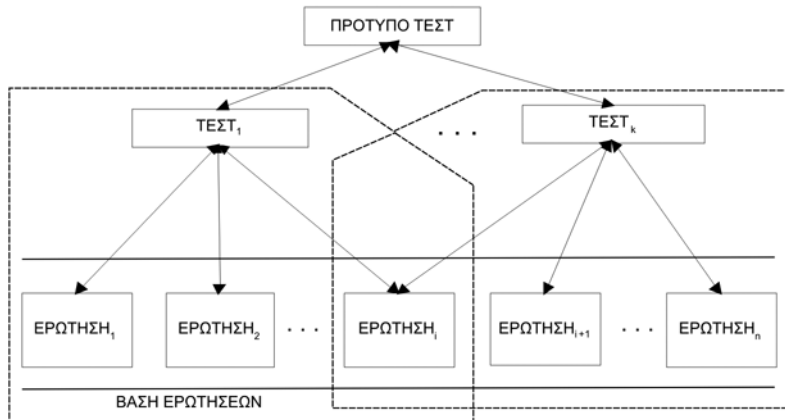 ΠΡΟΤΥΠΟ ΤΕΣΤ
ΤΕΣΤ1 . . . ΤΕΣΤk
ΕΡΩΤΗΣΗ1 ΕΡΩΤΗΣΗ2 . . . ΕΡΩΤΗΣΗi ΕΡΩΤΗΣΗi+1 . . . ΕΡΩΤΗΣΗn
ΒΑΣΗ ΕΡΩΤΗΣΕΩΝ